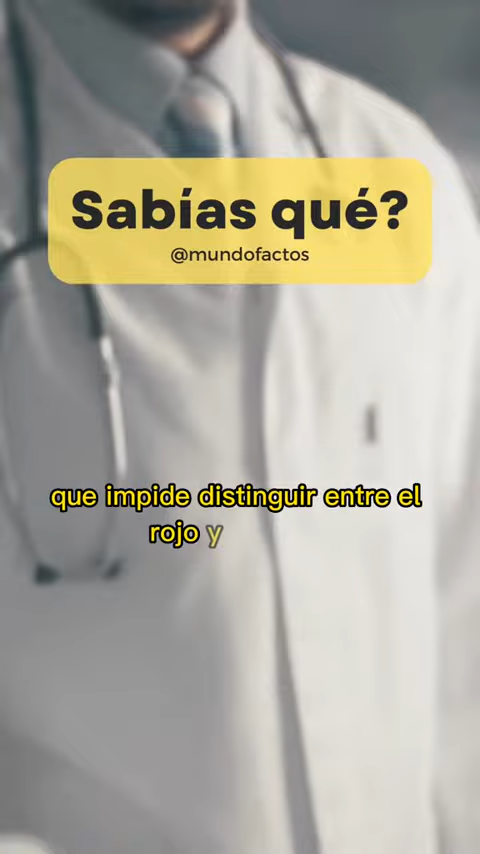 Sabías qué?
@mundofactos
que impide distinguir entre el
rojo y